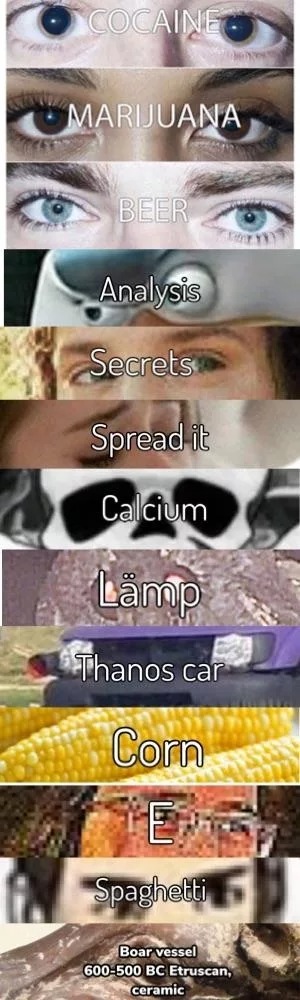 COCAINE
MARIJUANA
BEER
Analysis
Secrets
Spread it
Calcium
Lämp
Thanos car
Corn
E
Spaghetti
Boar vessel
600-500 BC Etruscan,
ceramic